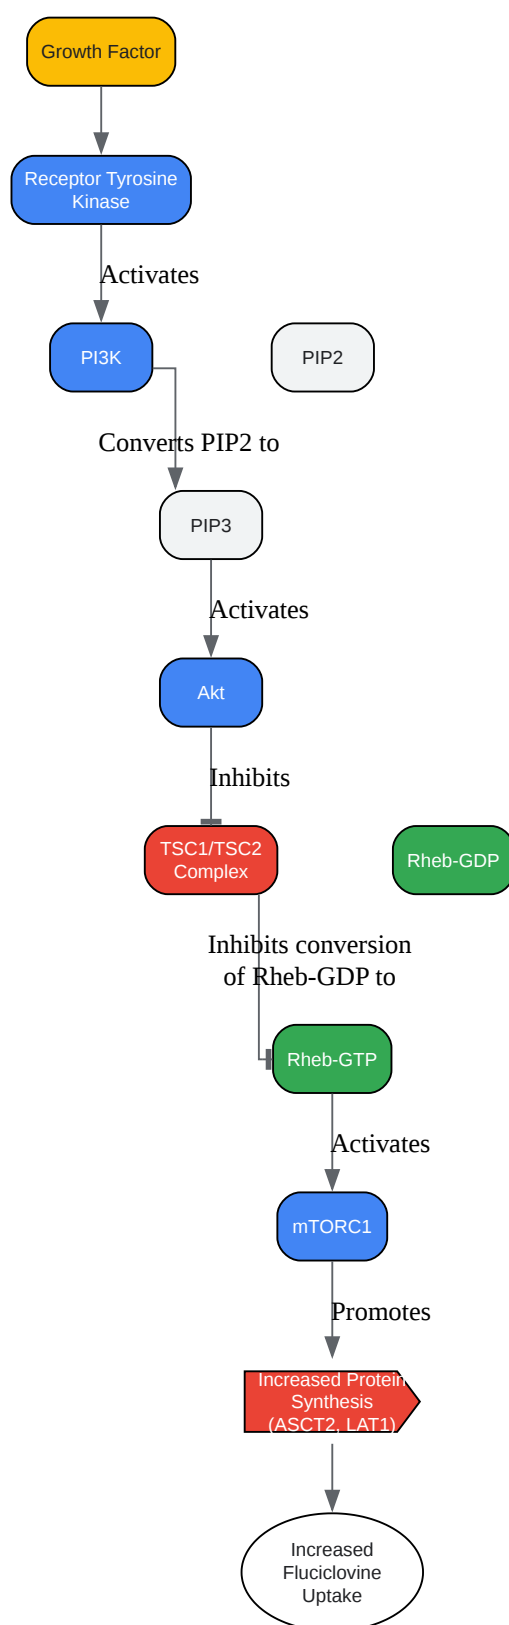 Growth Factor
Receptor Tyrosine
Kinase
Activates
PI3K
PIP2
Converts PIP2 to
PIP3
Activates
Akt
Inhibits
TSC1/TSC2
Complex
Rheb-GDP
Inhibits conversion
of Rheb-GDP to
Rheb-GTP
Activates
mTORC1
Promotes
Increased Protein
Synthesis
(ASCT2, LAT1)
Increased
Fluciclovine
Uptake